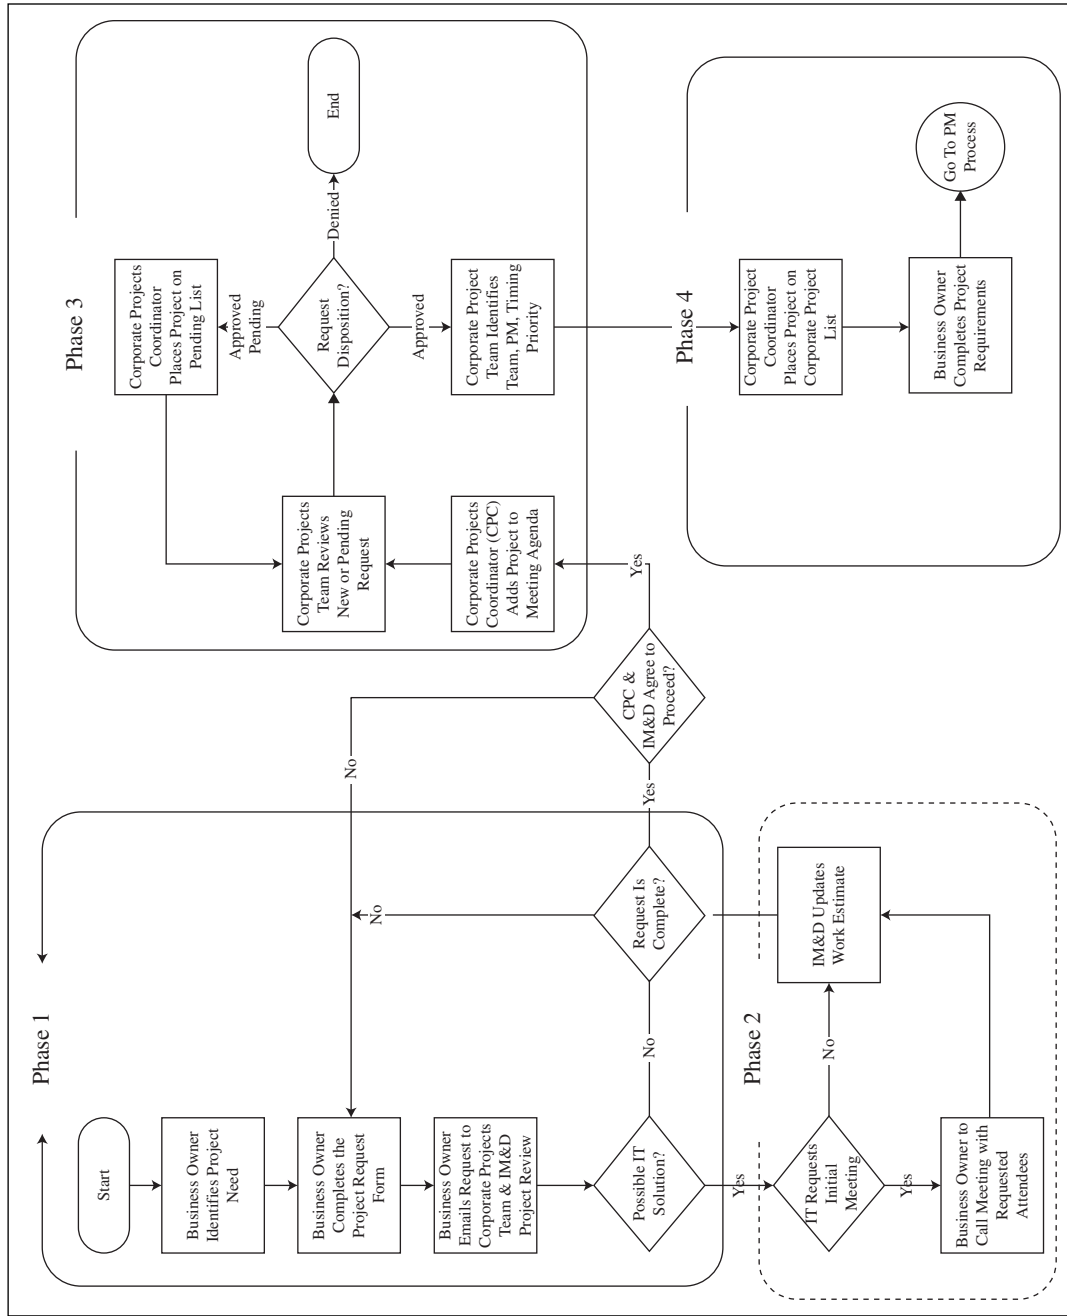 Phase 1
Start
Business Owner
Identifies Project
Need
Business Owner
Completes the
Project Request
Form
Business Owner
Emails Request to
Corporate Projects
Team & IM&D
Project Review
Possible IT
Solution?
No
Yes
Request Is
Complete?
No
Yes
Phase 2
IT Requests
Initial
Meeting
No
Yes
Business Owner to
Call Meeting with
Requested
Attendees
IM&D Updates
Work Estimate
CPC &
IM&D Agree to
Proceed?
No
Yes
Phase 3
Corporate Projects
Coordinator (CPC)
Adds Project to
Meeting Agenda
Corporate Projects
Team Reviews
New or Pending
Request
Request
Disposition?
Approved
Pending
Denied
Approved
Corporate Projects
Coordinator
Places Project on
Pending List
End
Corporate Project
Team Identifies
Team, PM, Timing
Priority
Phase 4
Corporate Project
Coordinator
Places Project on
Corporate Project
List
Business Owner
Completes Project
Requirements
Go To PM
Process